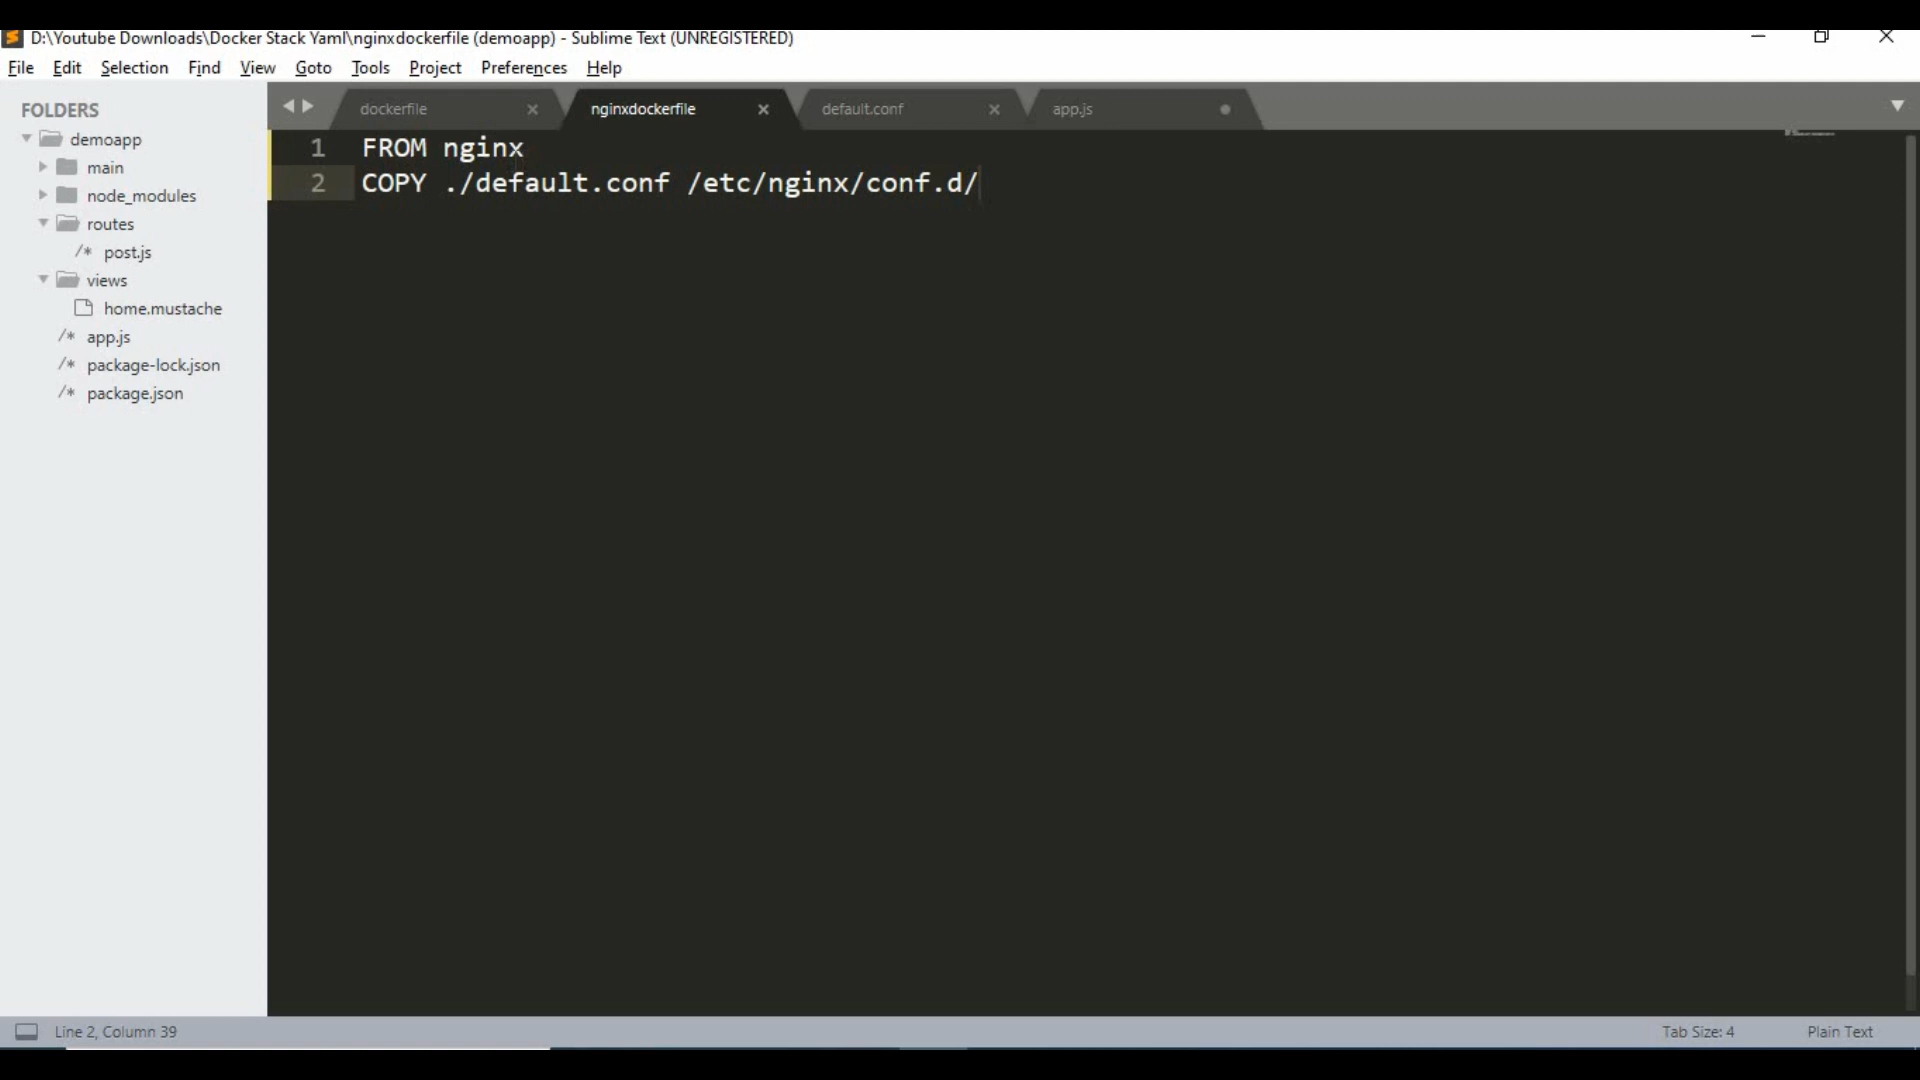 D:\Youtube Downloads\Docker Stack Yaml\nginxdockerfile (demoapp) - Sublime Text (UNREGISTERED)
File Edit Selection Find View Goto Tools Project Preferences Help
FOLDERS
demoapp
main
node_modules
routes
/* post.js
views
home.mustache
/* app.js
/* package-lock.json
/* package.json
dockerfile nginxdockerfile default.conf app.js
1 FROM nginx
2 COPY ./default.conf /etc/nginx/conf.d/
Line 2, Column 39 Tab Size: 4 Plain Text